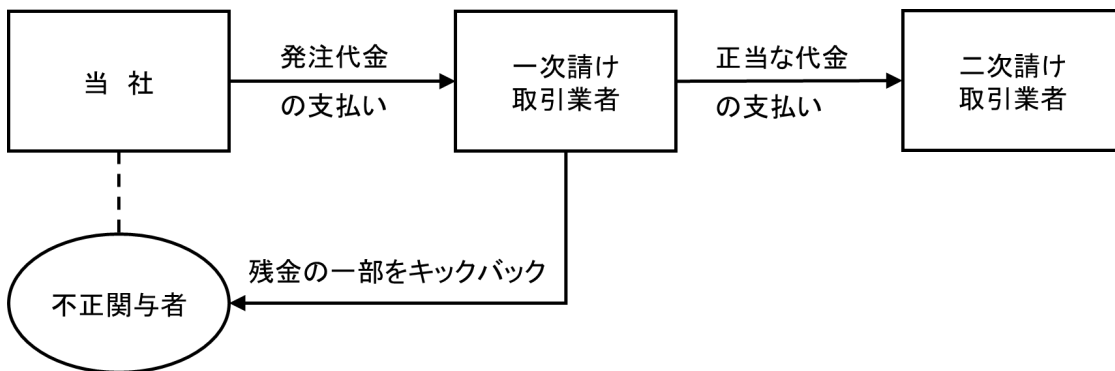 当 社
発注代金
の支払い
一次請け
取引業者
正当な代金
の支払い
二次請け
取引業者
残金の一部をキックバック
不正関与者